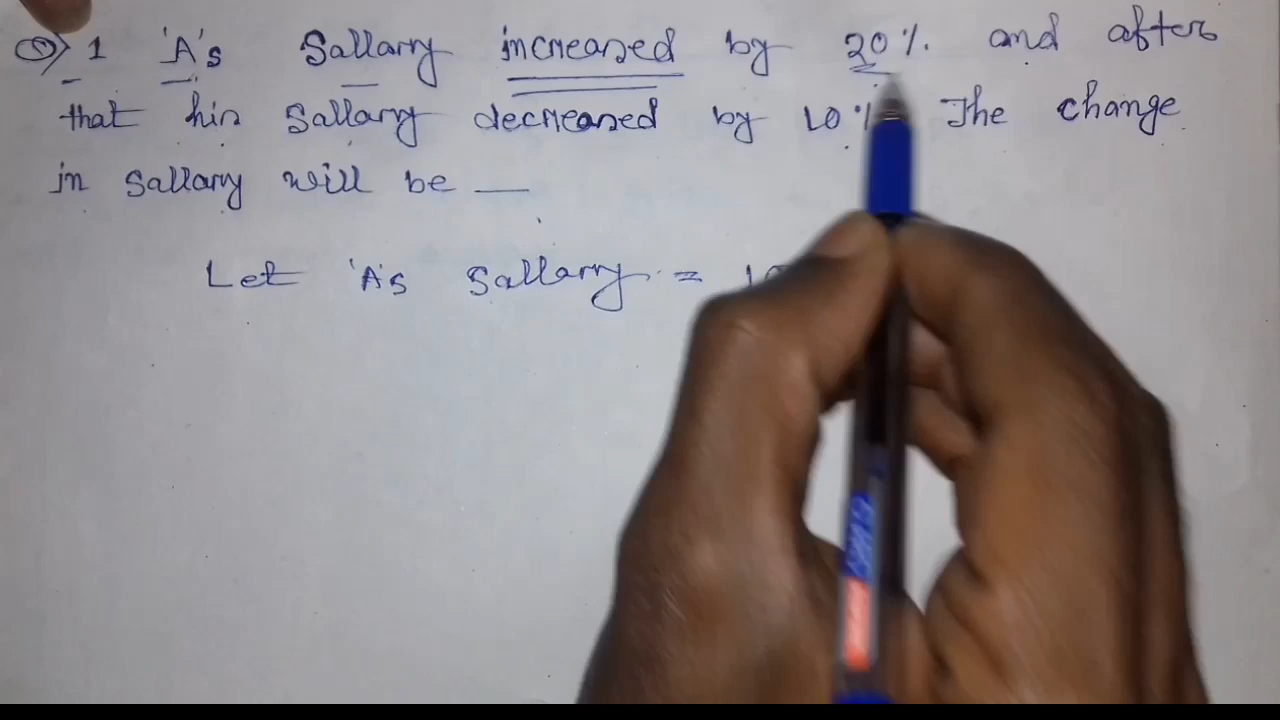 Q> 1 'A's Sallary increased by 20%. and after
that his Sallary decreased by 10% The change
in Sallary will be —
Let 'A's Sallary =